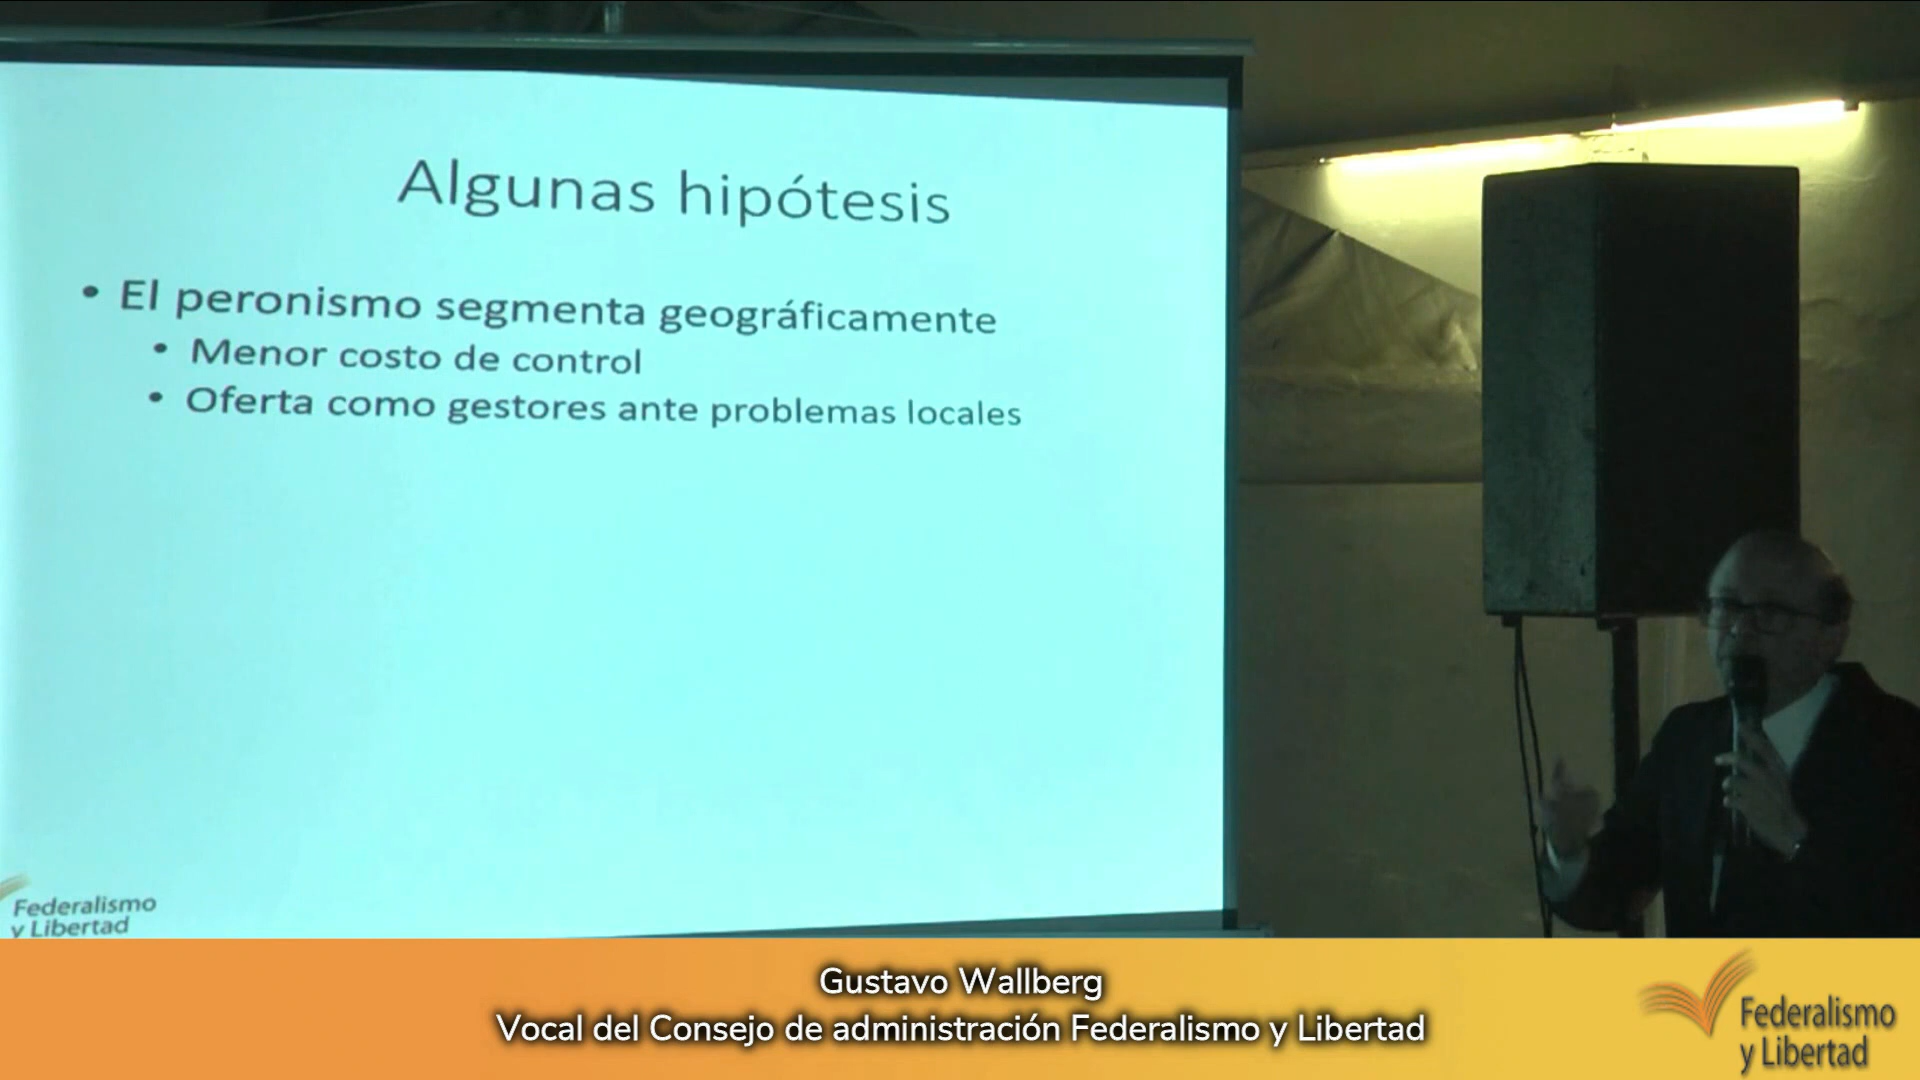 Algunas hipótesis
• El peronismo segmenta geográficamente
• Menor costo de control
• Oferta como gestores ante problemas locales
Federalismo
y Libertad
Gustavo Wallberg
Vocal del Consejo de administración Federalismo y Libertad
Federalismo
y Libertad